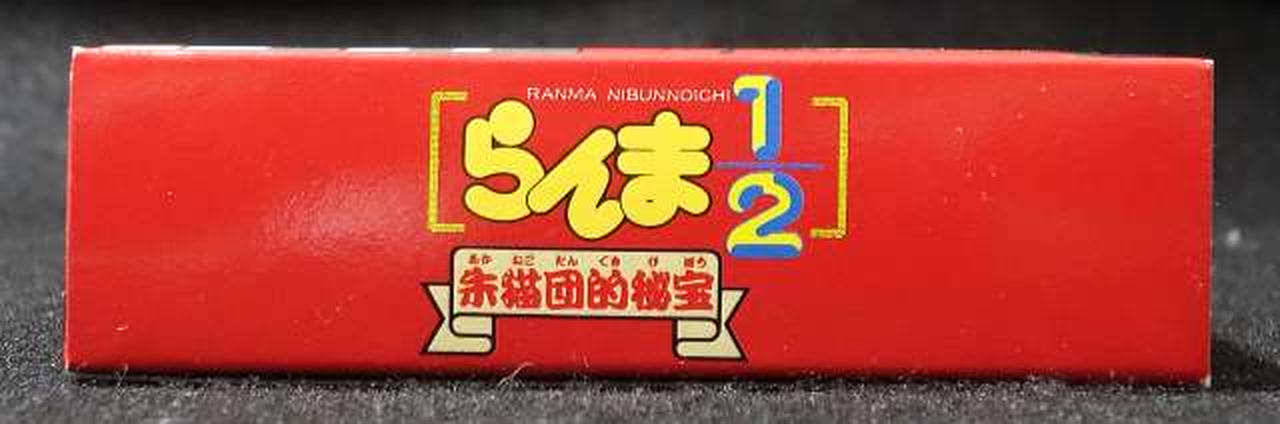 RANMA NIBUNNOICHI
らんま1/2
あか ねこ だん てき ひ ほう
朱猫団的秘宝